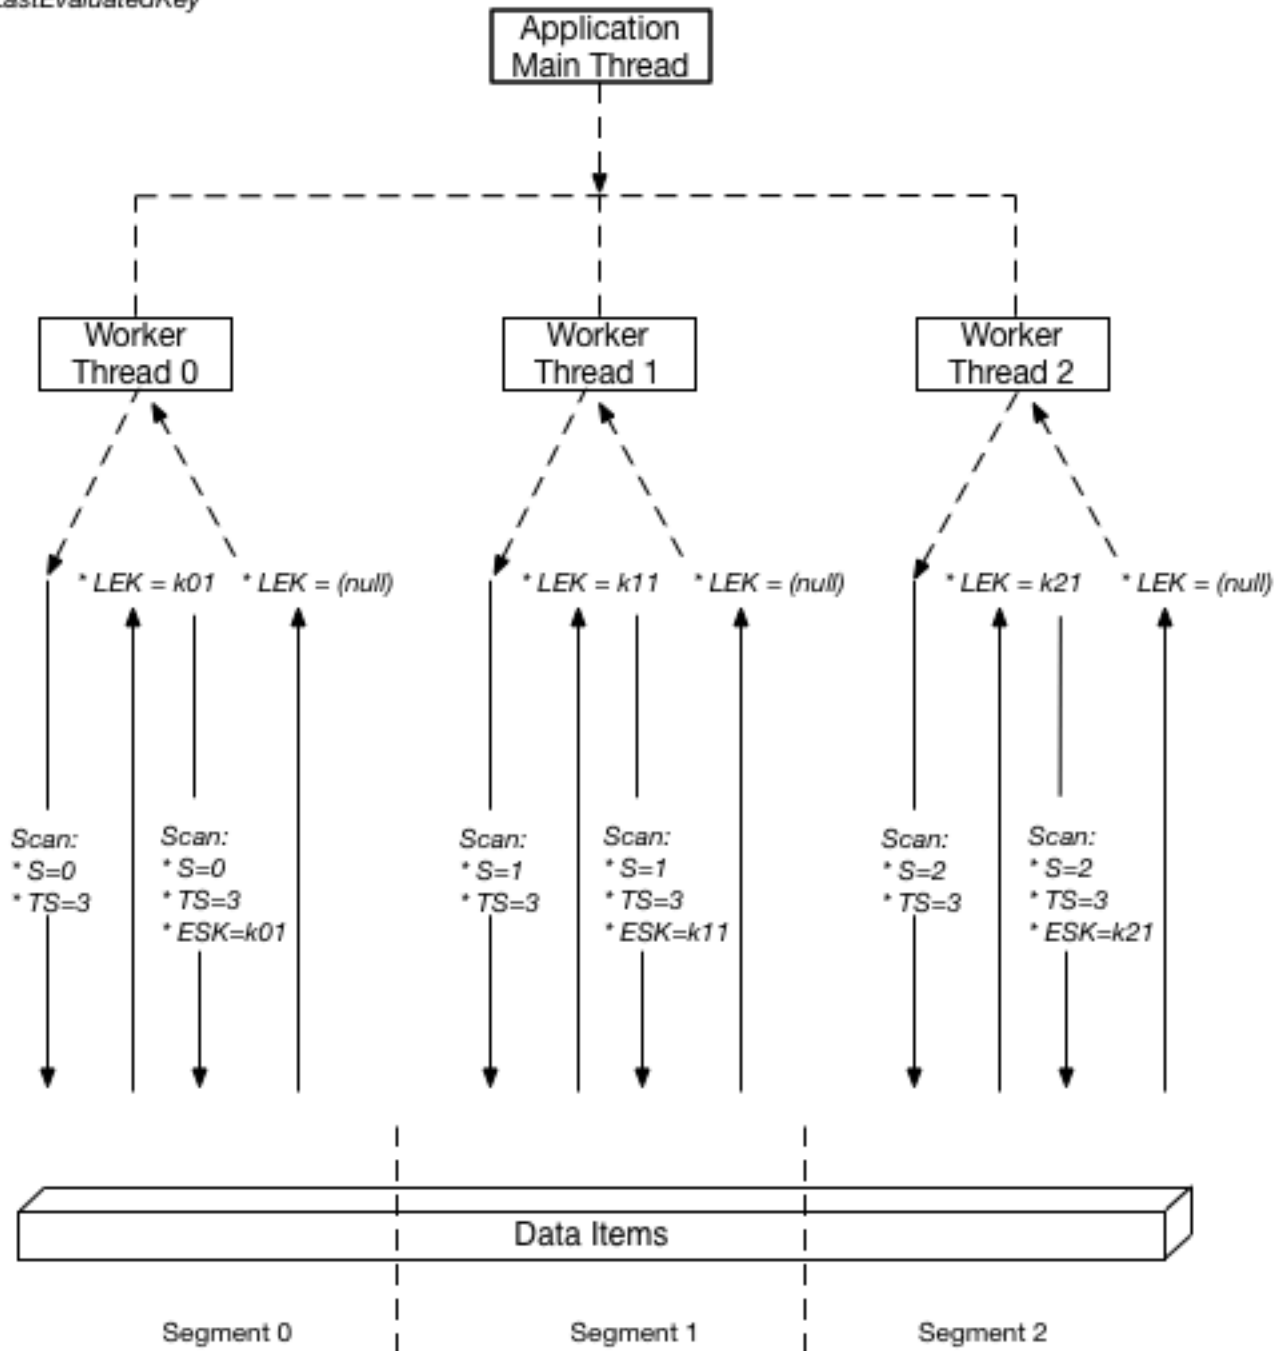 LastEvaluatedKey
Application
Main Thread
Worker
Thread 0
Worker
Thread 1
Worker
Thread 2
* LEK = k01
* LEK = (null)
* LEK = k11
* LEK = (null)
* LEK = k21
* LEK = (null)
Scan:
* S=0
* TS=3
Scan:
* S=0
* TS=3
* ESK=k01
Scan:
* S=1
* TS=3
Scan:
* S=1
* TS=3
* ESK=k11
Scan:
* S=2
* TS=3
Scan:
* S=2
* TS=3
* ESK=k21
Data Items
Segment 0
Segment 1
Segment 2